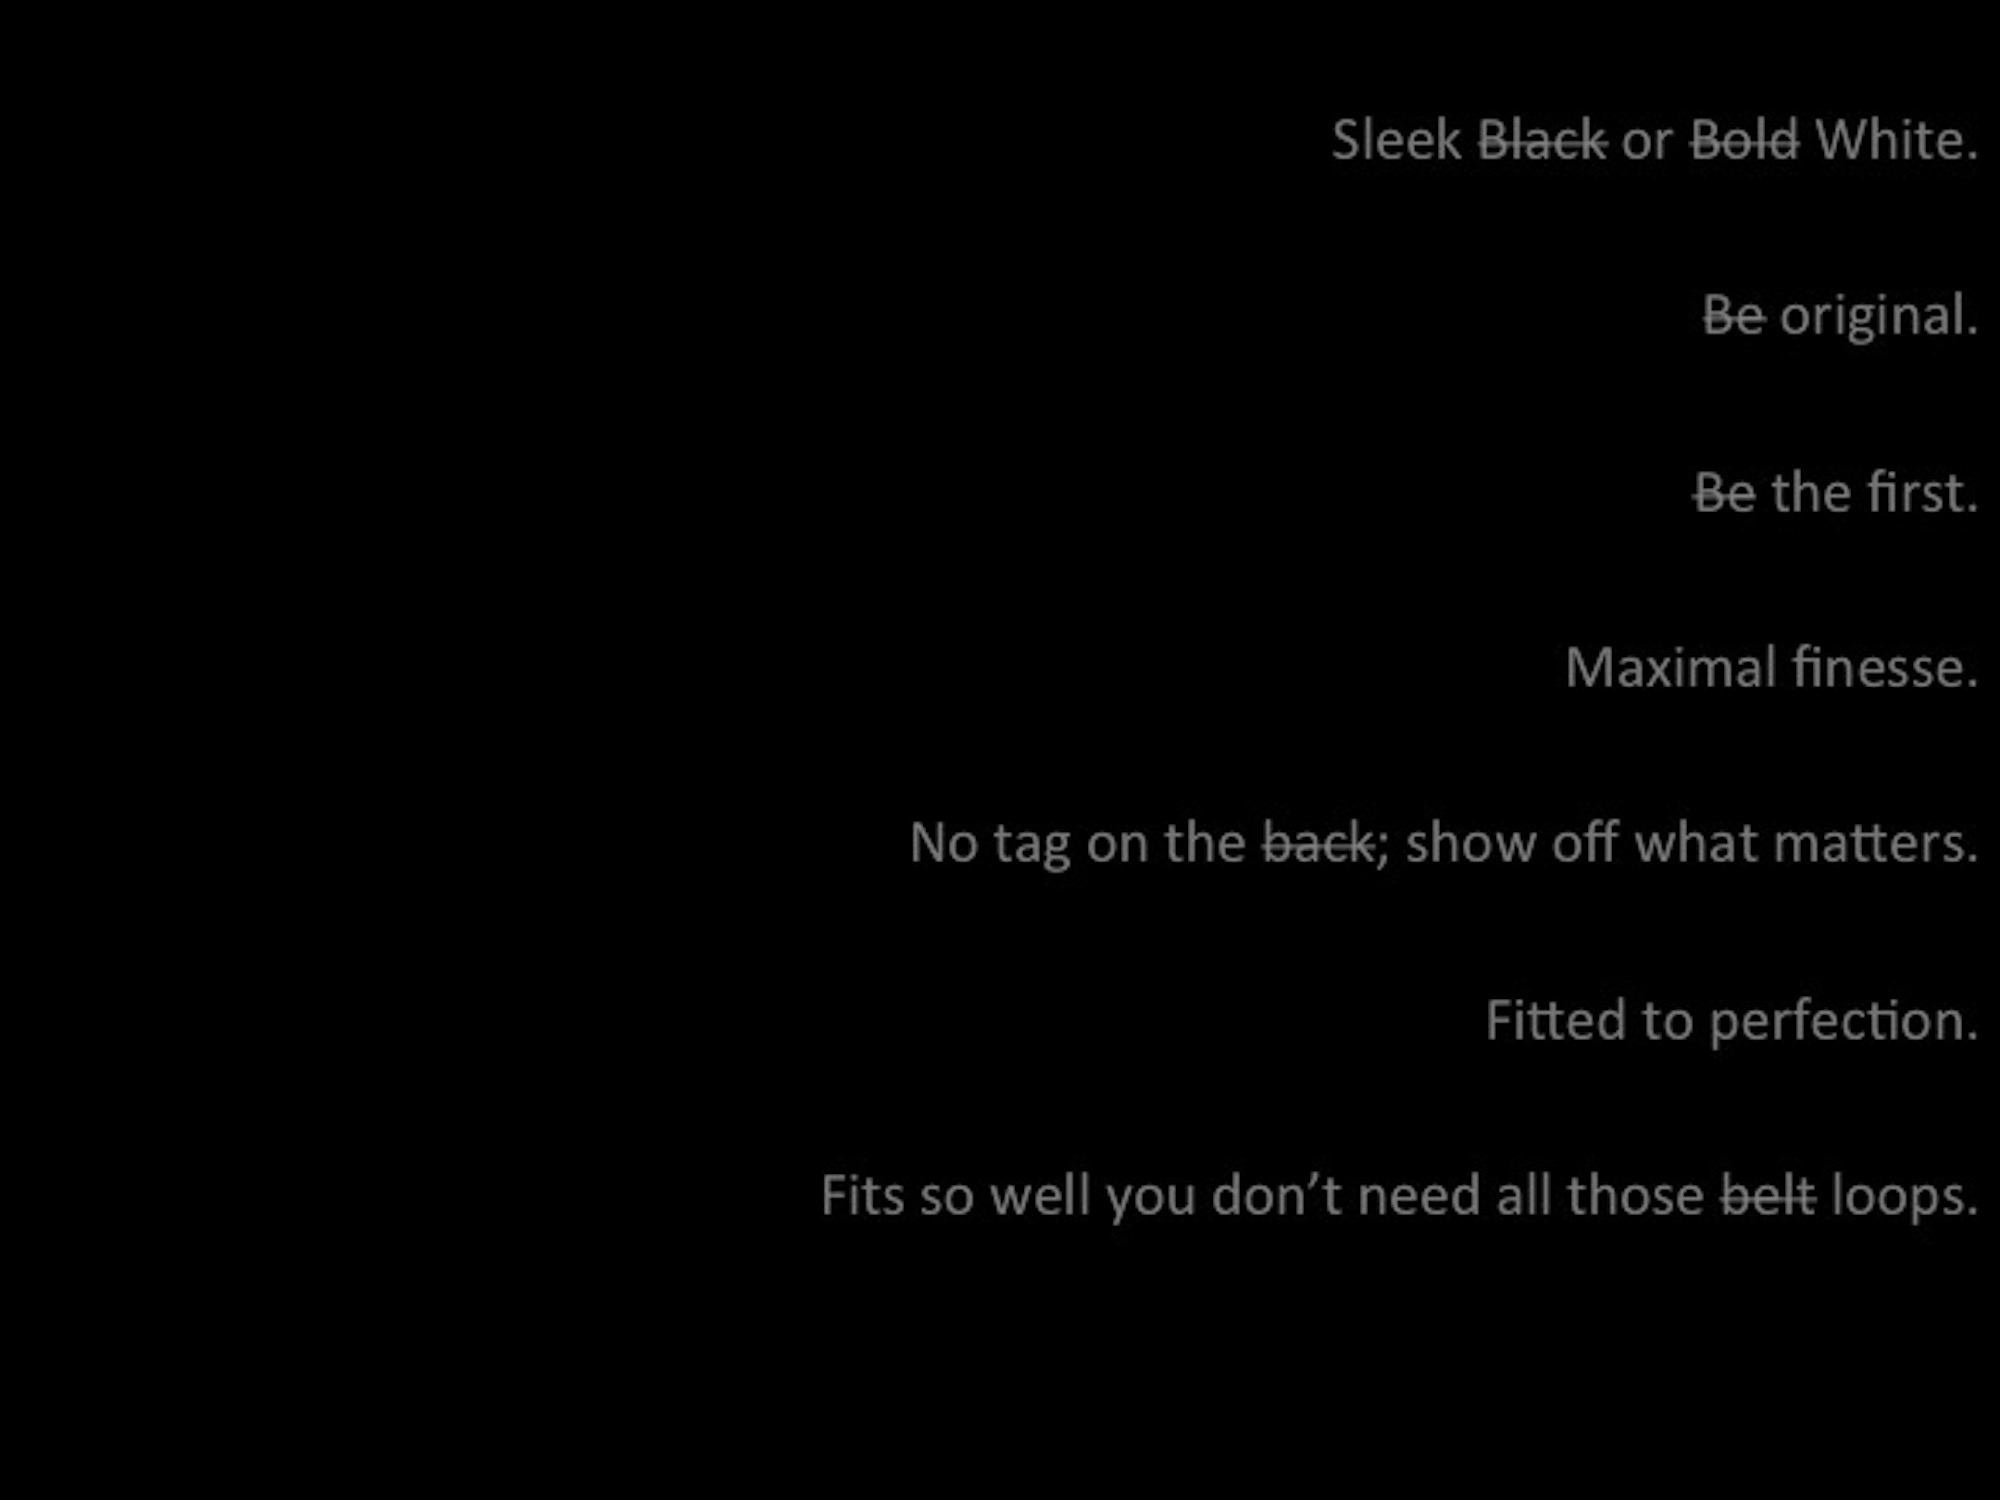 Sleek Black or Bold White.
Be original.
Be the first.
Maximal finesse.
No tag on the back; show off what matters.
Fitted to perfection.
Fits so well you don’t need all those belt loops.